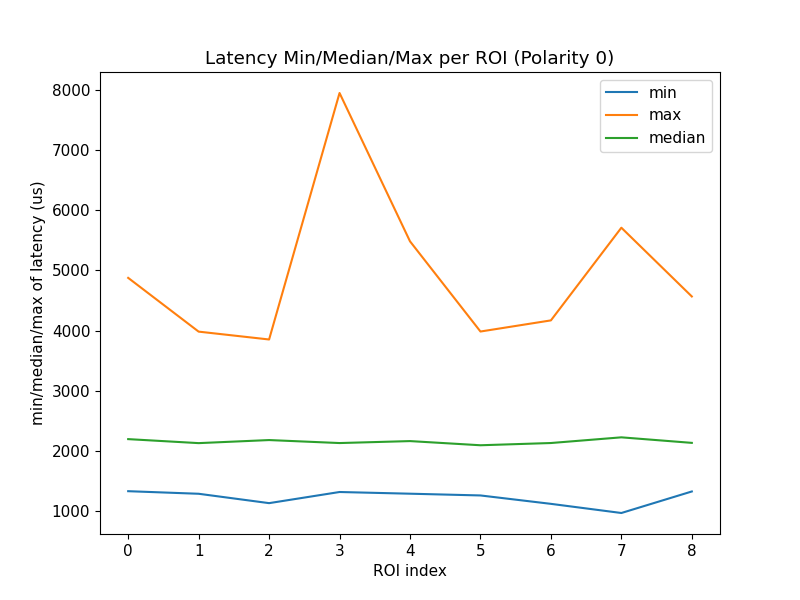 Latency Min/Median/Max per ROI (Polarity 0)
min
max
median
8000
7000
6000
5000
4000
3000
2000
1000
min/median/max of latency (us)
0 1 2 3 4 5 6 7 8
ROI index